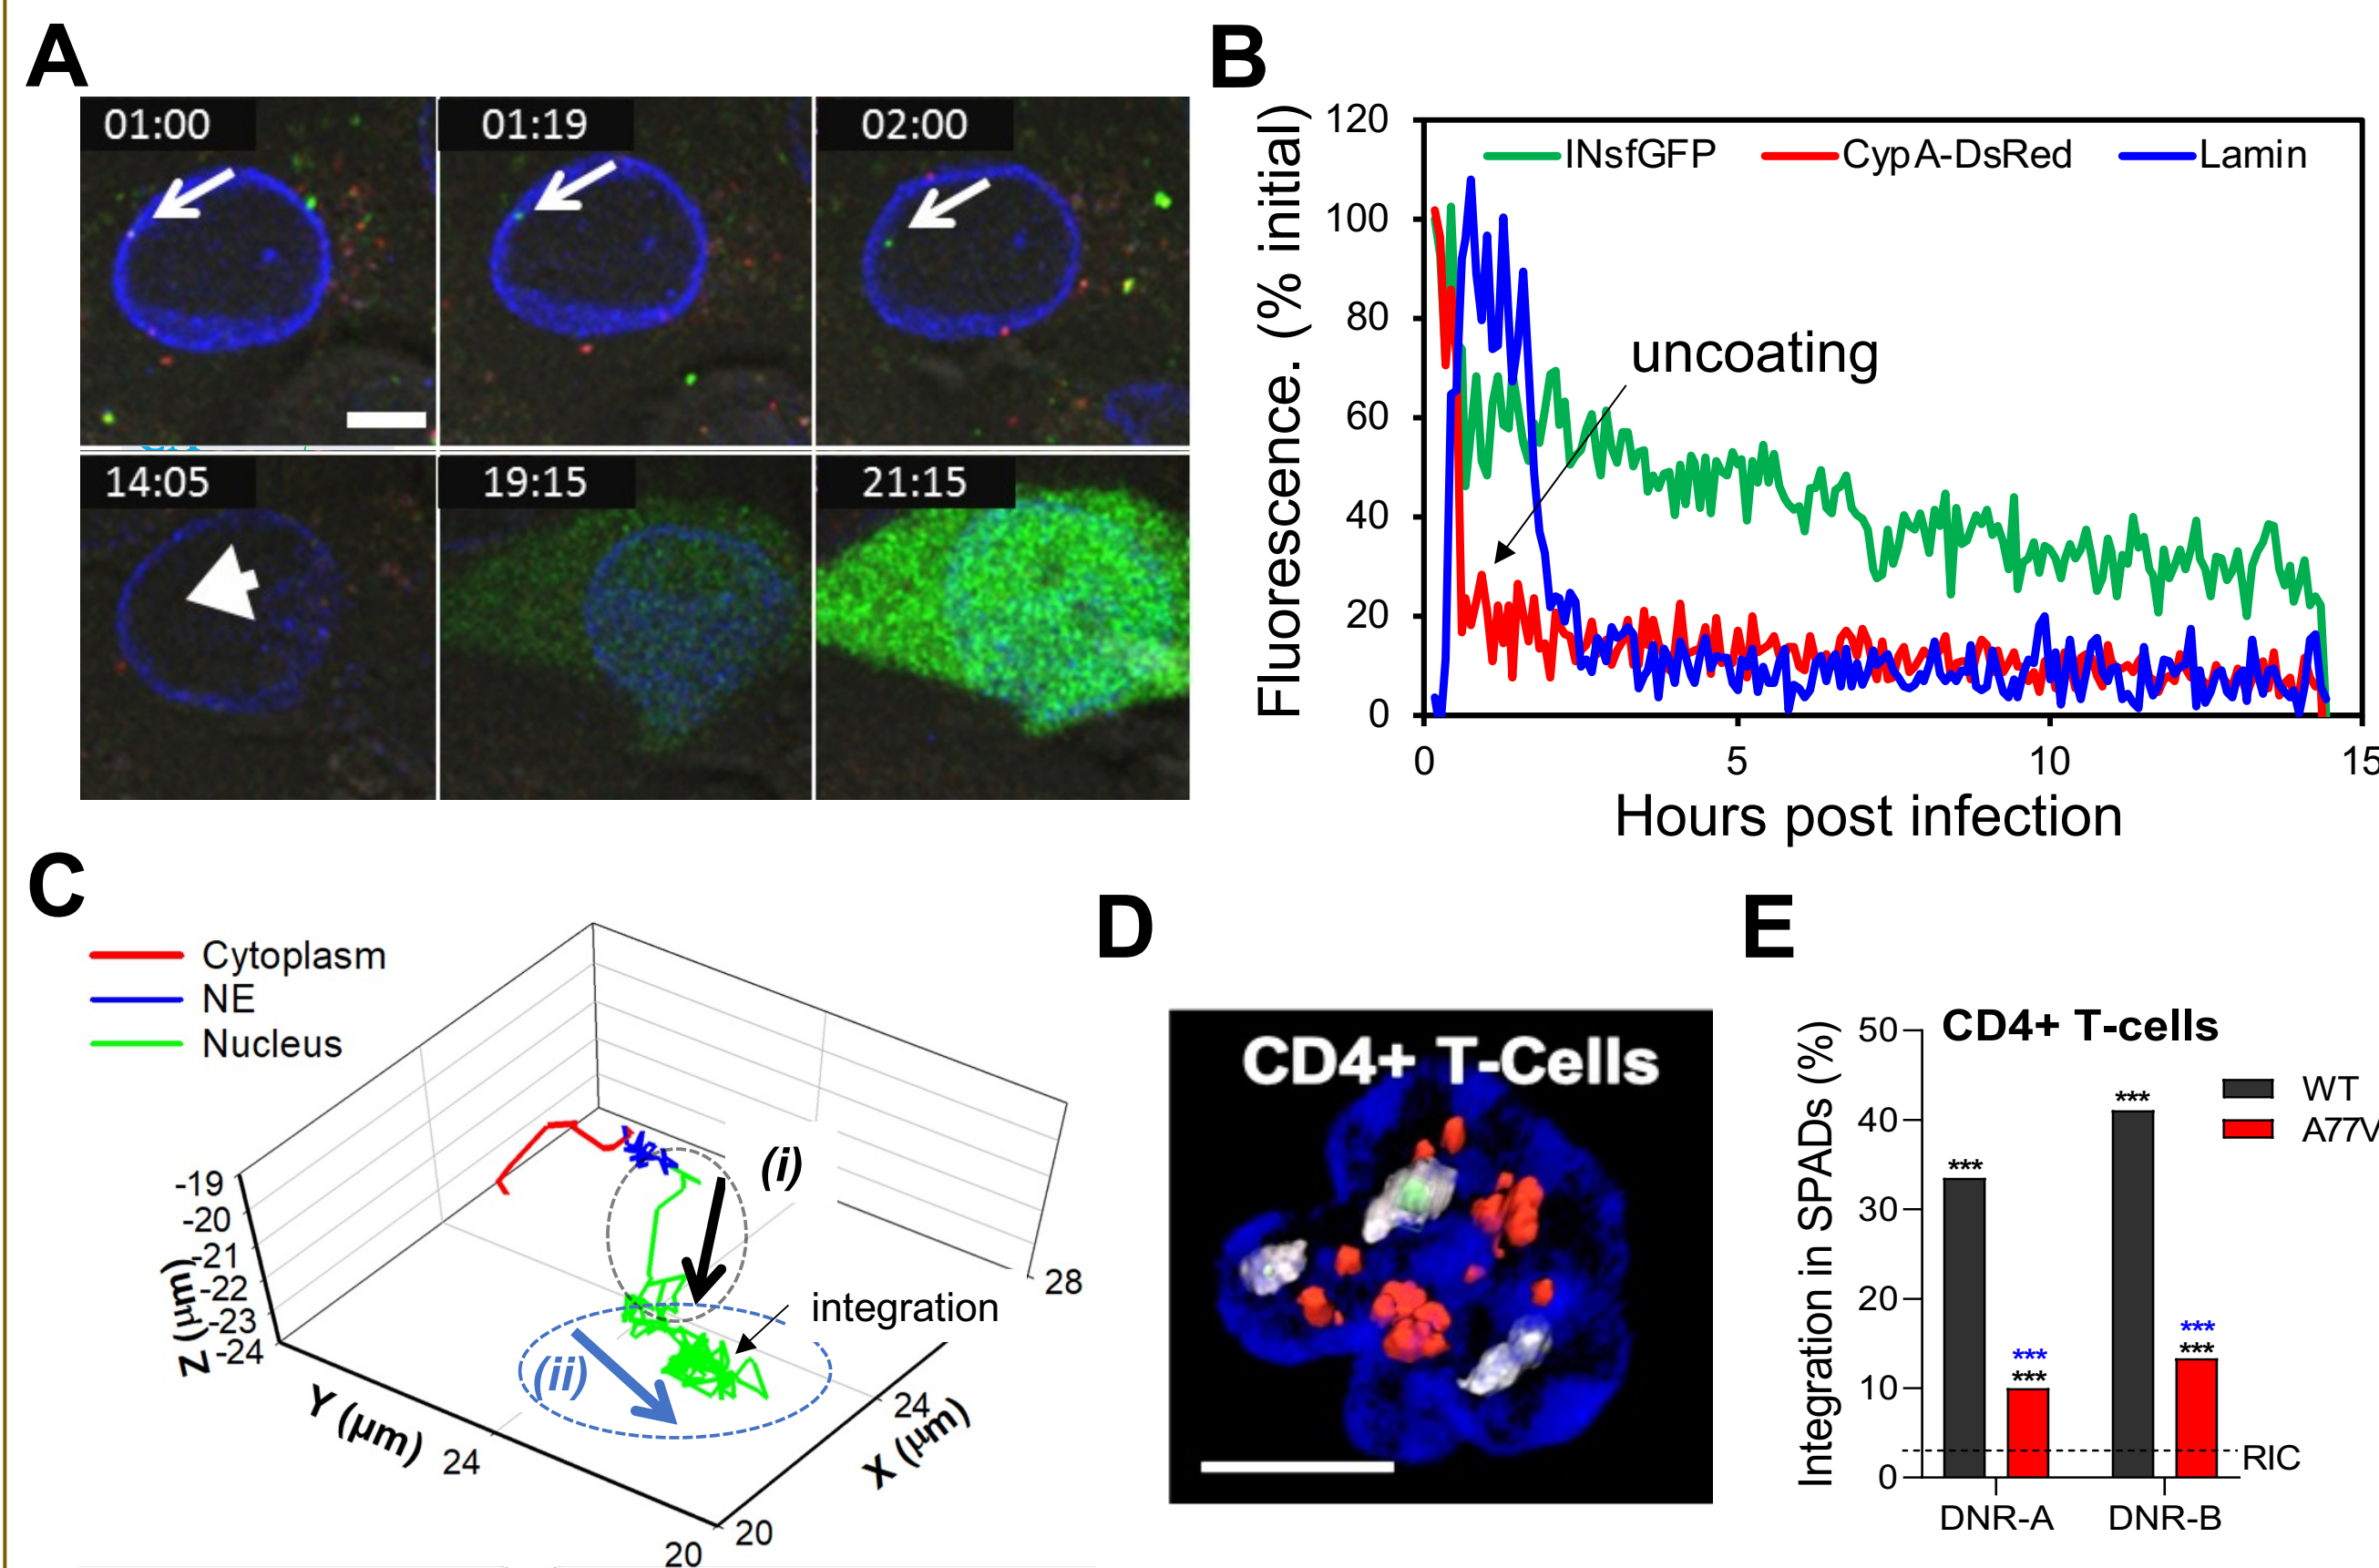 A
01:00
01:19
02:00
14:05
19:15
21:15
B
Fluorescence. (% initial)
120
100
80
60
40
20
0
INsfGFP
CypA-DsRed
Lamin
uncoating
0
5
10
15
Hours post infection
C
Cytoplasm
NE
Nucleus
(i)
integration
(ii)
-19
-20
-21
-22
-23
-24
Z (µm)
Y (µm)
24
20
20
X (µm)
24
28
D
CD4+ T-Cells
E
CD4+ T-cells
Integration in SPADs (%)
50
40
30
20
10
0
WT
A77V
***
***
***
***
***
***
RIC
DNR-A
DNR-B